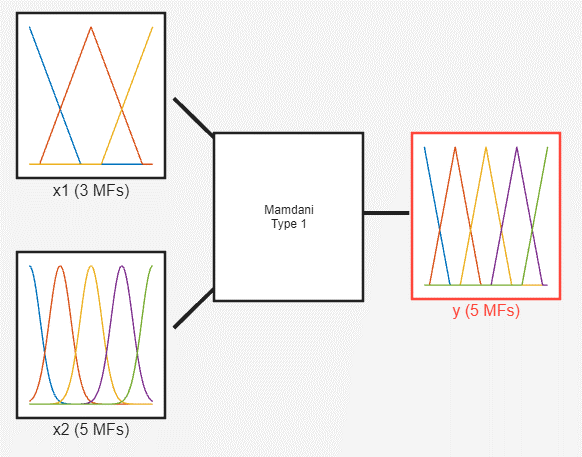 x1 (3 MFs)
Mamdani
Type 1
y (5 MFs)
x2 (5 MFs)